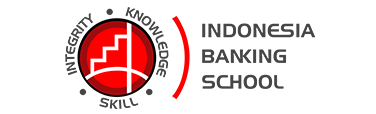 INTEGRITY
KNOWLEDGE
SKILL
INDONESIA
BANKING
SCHOOL